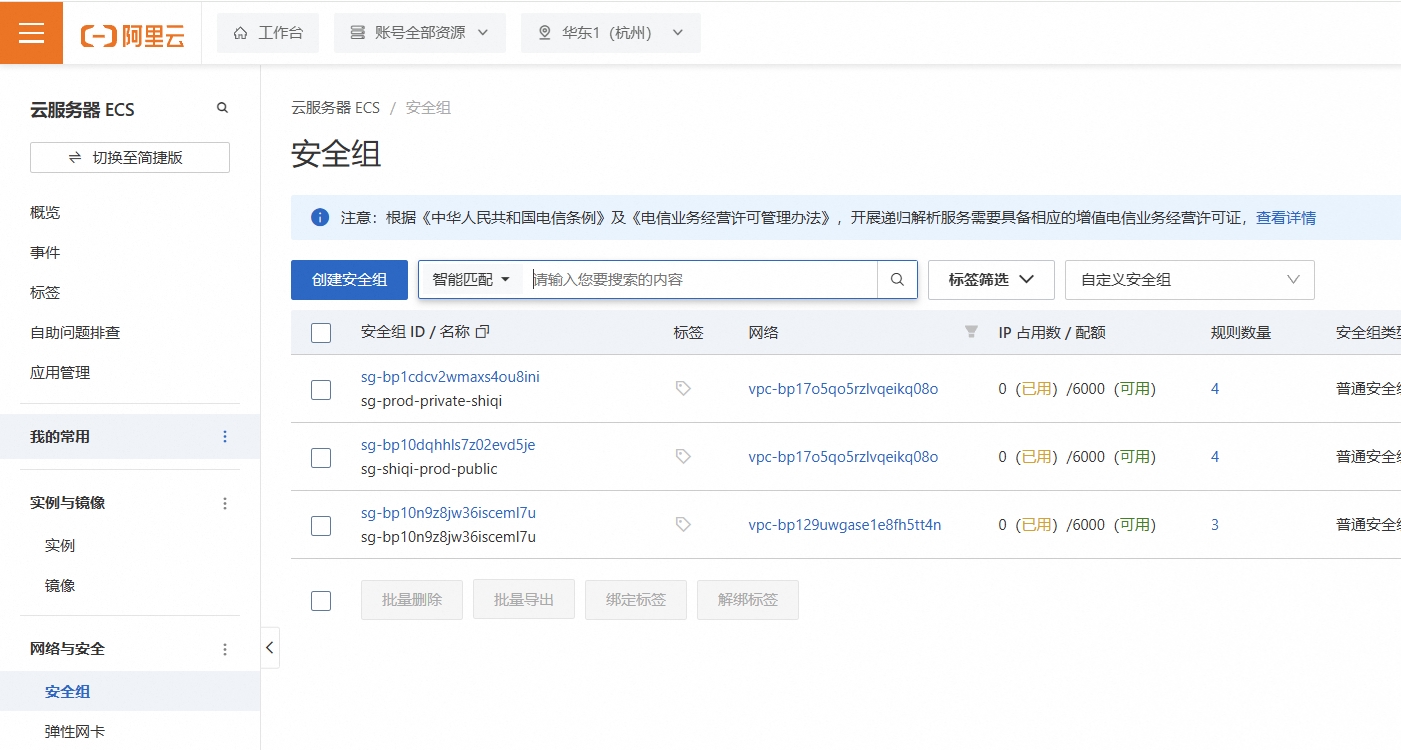 阿里云
工作台
账号全部资源
华东1（杭州）
云服务器 ECS
切换至简捷版
概览
事件
标签
自助问题排查
应用管理
我的常用
实例与镜像
实例
镜像
网络与安全
安全组
弹性网卡
云服务器 ECS / 安全组
安全组
注意：根据《中华人民共和国电信条例》及《电信业务经营许可管理办法》，开展递归解析服务需要具备相应的增值电信业务经营许可证，查看详情
创建安全组 智能匹配 请输入您要搜索的内容 标签筛选 自定义安全组
安全组 ID / 名称 标签 网络 IP 占用数 / 配额 规则数量 安全组类型
sg-bp1cdcv2wmaxs4ou8ini
sg-prod-private-shiqi
vpc-bp17o5qo5rzlvqeikq08o 0（已用）/6000（可用） 4 普通安全组
sg-bp10dqhhls7z02evd5je
sg-shiqi-prod-public
vpc-bp17o5qo5rzlvqeikq08o 0（已用）/6000（可用） 4 普通安全组
sg-bp10n9z8jw36isceml7u
sg-bp10n9z8jw36isceml7u
vpc-bp129uwgase1e8fh5tt4n 0（已用）/6000（可用） 3 普通安全组
批量删除 批量导出 绑定标签 解绑标签